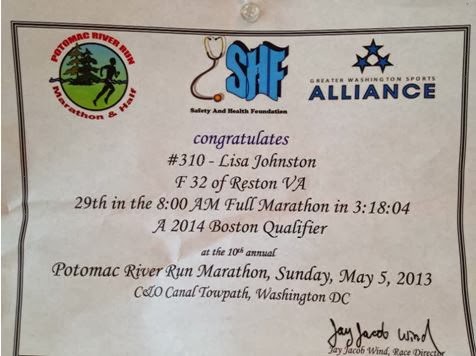 POTOMAC RIVER RUN
Marathon & Half
SHF
Safety And Health Foundation
GREATER WASHINGTON SPORTS
ALLIANCE
congratulates
#310 - Lisa Johnston
F 32 of Reston VA
29th in the 8:00 AM Full Marathon in 3:18:04
A 2014 Boston Qualifier
at the 10th annual
Potomac River Run Marathon, Sunday, May 5, 2013
C&O Canal Towpath, Washington DC
Jay Jacob Wind
Jay Jacob Wind, Race Director